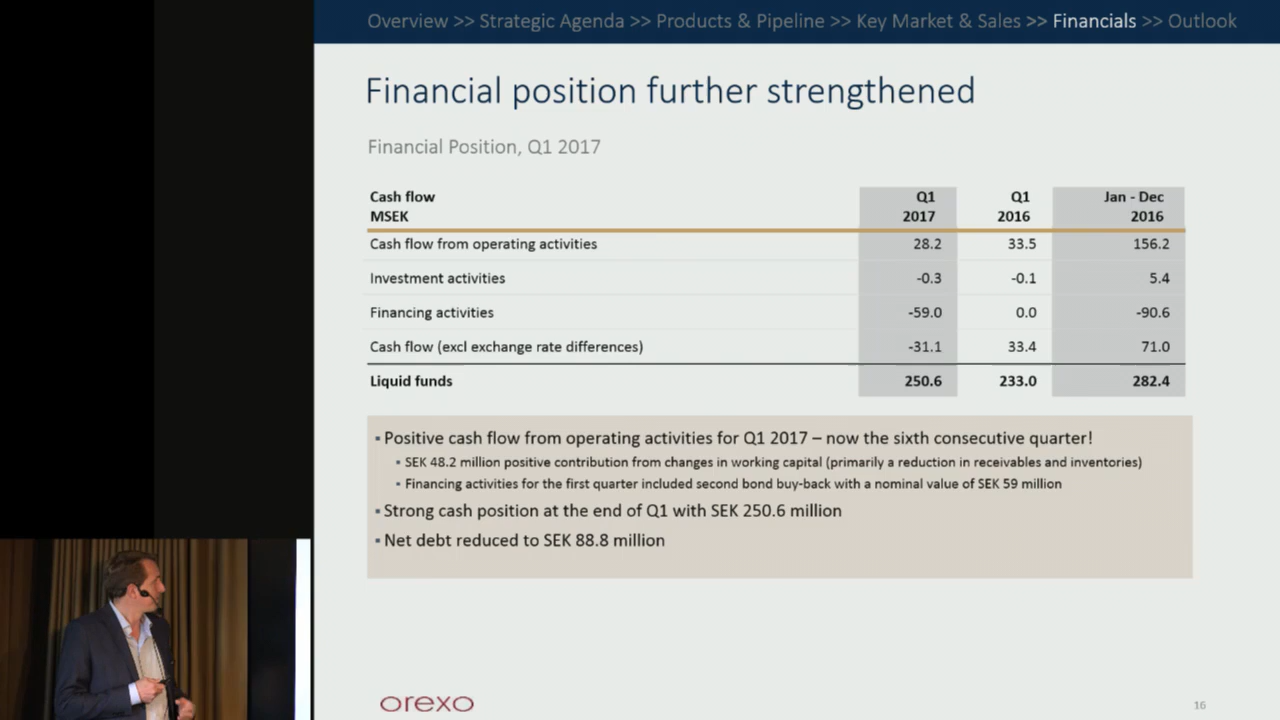 Overview >> Strategic Agenda >> Products & Pipeline >> Key Market & Sales >> Financials >> Outlook
Financial position further strengthened
Financial Position, Q1 2017
Cash flow Q1 Q1 Jan - Dec
MSEK 2017 2016 2016
Cash flow from operating activities 28.2 33.5 156.2
Investment activities -0.3 -0.1 5.4
Financing activities -59.0 0.0 -90.6
Cash flow (excl exchange rate differences) -31.1 33.4 71.0
Liquid funds 250.6 233.0 282.4
▪ Positive cash flow from operating activities for Q1 2017 – now the sixth consecutive quarter!
• SEK 48.2 million positive contribution from changes in working capital (primarily a reduction in receivables and inventories)
• Financing activities for the first quarter included second bond buy-back with a nominal value of SEK 59 million
▪ Strong cash position at the end of Q1 with SEK 250.6 million
▪ Net debt reduced to SEK 88.8 million
orexo
16